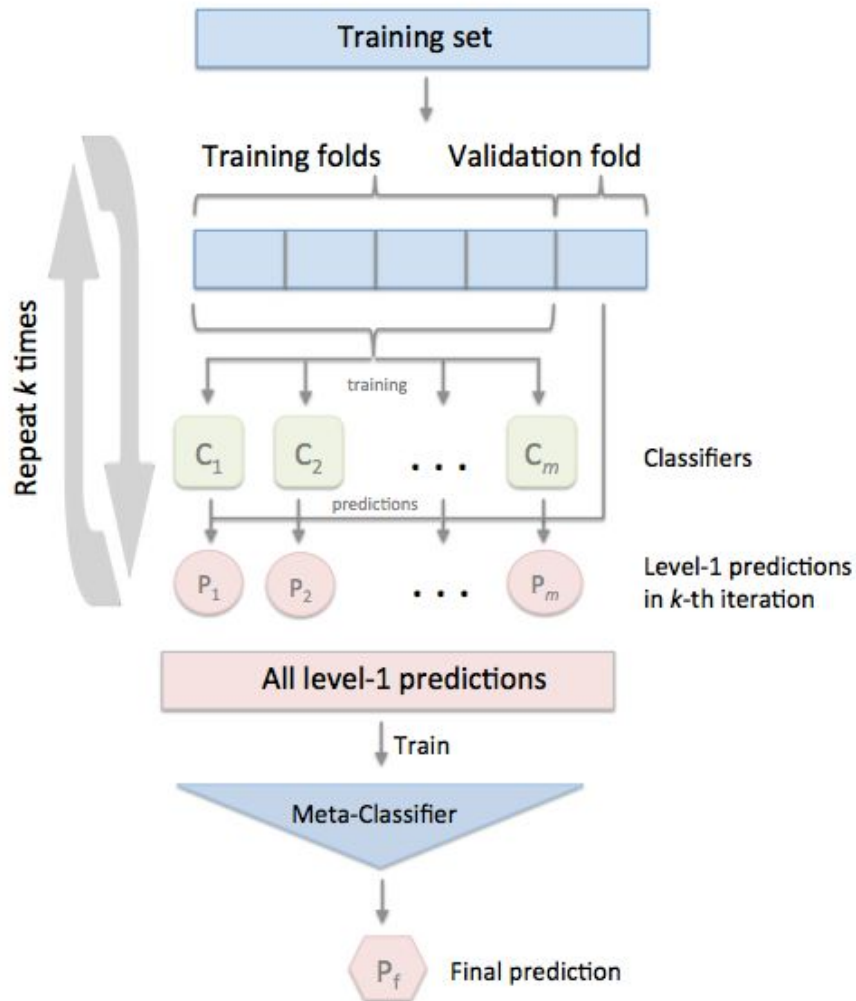 Training set
Training folds
Validation fold
Repeat k times
training
C1
C2
. . .
Cm
Classifiers
predictions
P1
P2
. . .
Pm
Level-1 predictions
in k-th iteration
All level-1 predictions
Train
Meta-Classifier
Pf
Final prediction